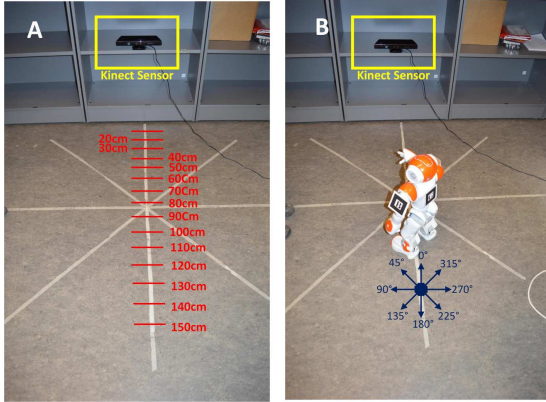 A
Kinect Sensor
20cm
30cm
40cm
50cm
60Cm
70Cm
80cm
90Cm
100cm
110cm
120cm
130cm
140cm
150cm
B
Kinect Sensor
0°
45°
315°
90°
270°
135°
225°
180°